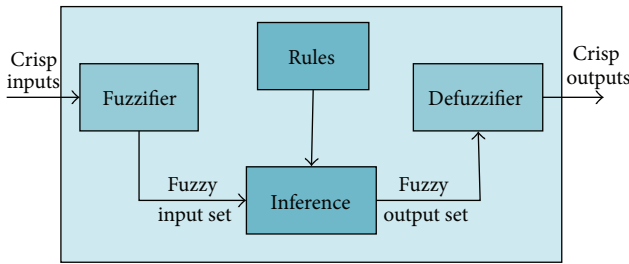 Crisp
inputs
Fuzzifier
Rules
Defuzzifier
Crisp
outputs
Fuzzy
input set
Inference
Fuzzy
output set